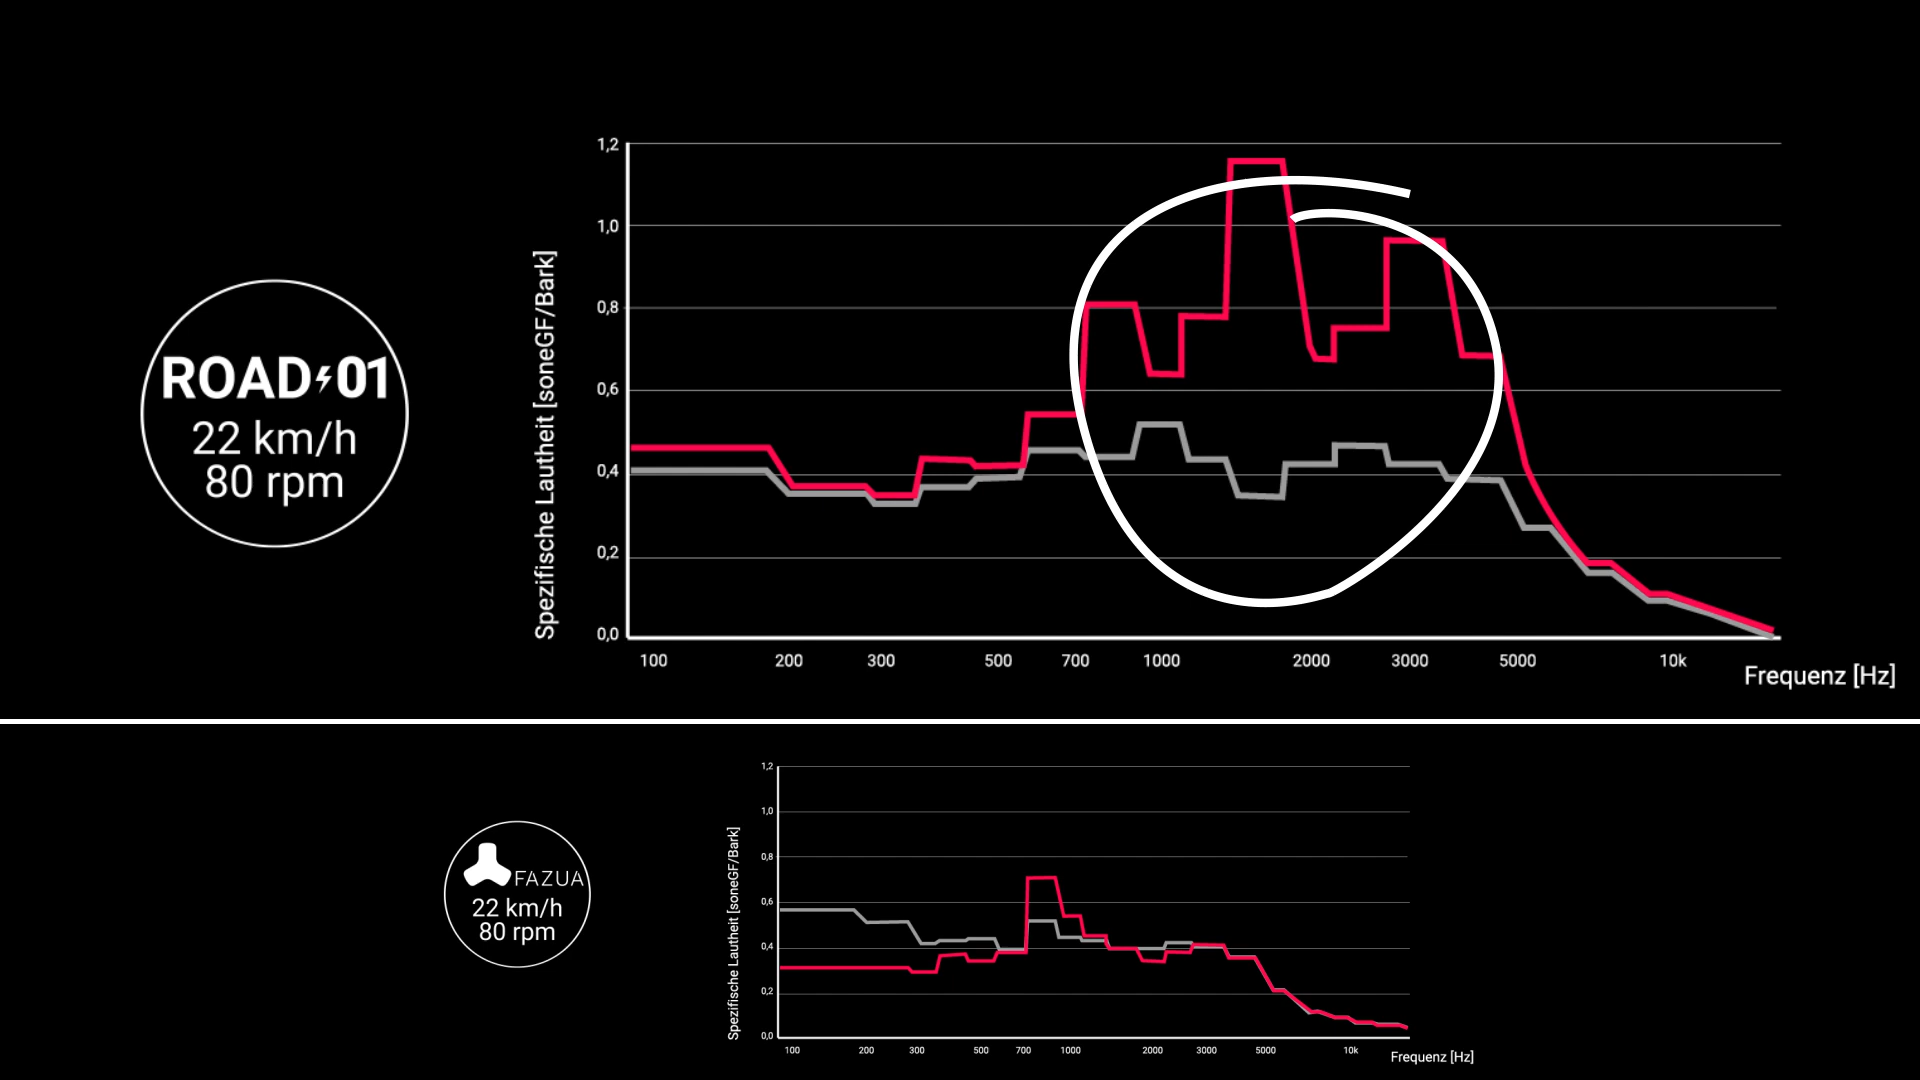 ROAD⚡01
22 km/h
80 rpm
Spezifische Lautheit [soneGF/Bark]
1,2
1,0
0,8
0,6
0,4
0,2
0,0
100 200 300 500 700 1000 2000 3000 5000 10k
Frequenz [Hz]
FAZUA
22 km/h
80 rpm
Spezifische Lautheit [soneGF/Bark]
1,2
1,0
0,8
0,6
0,4
0,2
0,0
100 200 300 500 700 1000 2000 3000 5000 10k
Frequenz [Hz]